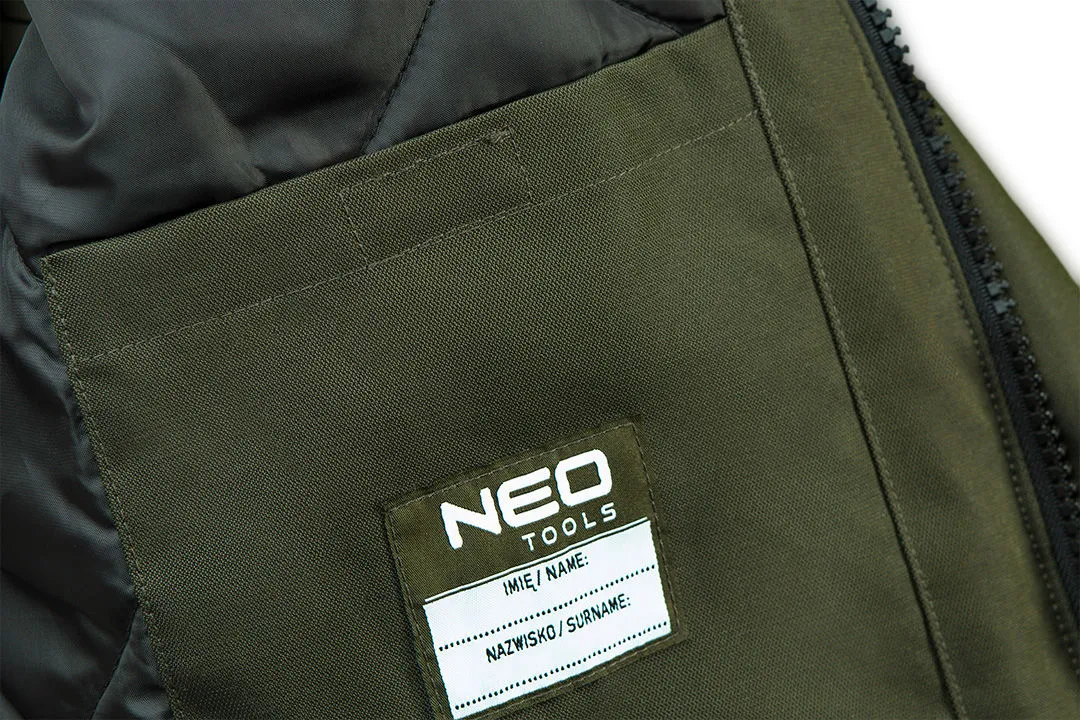 NEO
TOOLS
IMIĘ / NAME:
NAZWISKO / SURNAME: